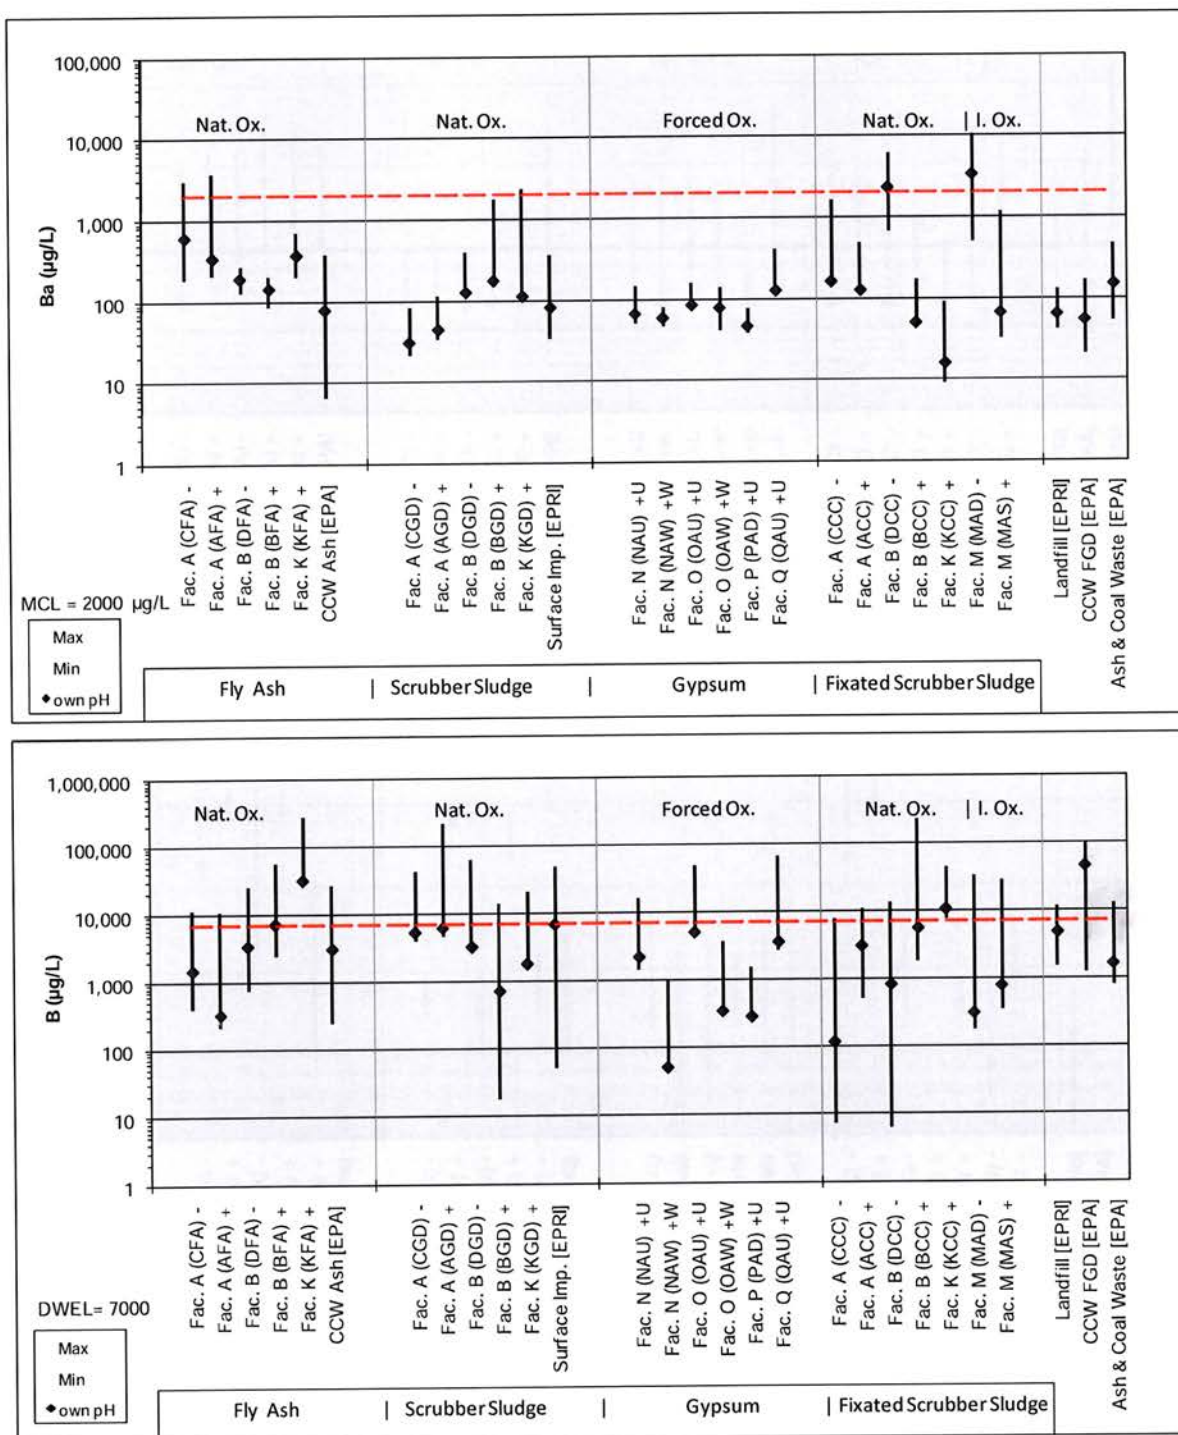 100,000
10,000
1,000
100
10
1
Ba (µg/L)
Nat. Ox.
Nat. Ox.
Forced Ox.
Nat. Ox.
| I. Ox.
Fac. A (CFA) -
Fac. A (AFA) +
Fac. B (DFA) -
Fac. B (BFA) +
Fac. K (KFA) +
CCW Ash [EPA]
Fac. A (CGD) -
Fac. A (AGD) +
Fac. B (DGD) -
Fac. B (BGD) +
Fac. K (KGD) +
Surface Imp. [EPRI]
Fac. N (NAU) +U
Fac. N (NAW) +W
Fac. O (OAU) +U
Fac. O (OAW) +W
Fac. P (PAD) +U
Fac. Q (QAU) +U
Fac. A (CCC) -
Fac. A (ACC) +
Fac. B (DCC) -
Fac. B (BCC) +
Fac. K (KCC) +
Fac. M (MAD) -
Fac. M (MAS) +
Landfill [EPRI]
CCW FGD [EPA]
Ash & Coal Waste [EPA]
MCL = 2000 µg/L
Max
Min
own pH
Fly Ash | Scrubber Sludge | Gypsum | Fixated Scrubber Sludge
1,000,000
100,000
10,000
1,000
100
10
1
B (µg/L)
Nat. Ox.
Nat. Ox.
Forced Ox.
Nat. Ox.
| I. Ox.
Fac. A (CFA) -
Fac. A (AFA) +
Fac. B (DFA) -
Fac. B (BFA) +
Fac. K (KFA) +
CCW Ash [EPA]
Fac. A (CGD) -
Fac. A (AGD) +
Fac. B (DGD) -
Fac. B (BGD) +
Fac. K (KGD) +
Surface Imp. [EPRI]
Fac. N (NAU) +U
Fac. N (NAW) +W
Fac. O (OAU) +U
Fac. O (OAW) +W
Fac. P (PAD) +U
Fac. Q (QAU) +U
Fac. A (CCC) -
Fac. A (ACC) +
Fac. B (DCC) -
Fac. B (BCC) +
Fac. K (KCC) +
Fac. M (MAD) -
Fac. M (MAS) +
Landfill [EPRI]
CCW FGD [EPA]
Ash & Coal Waste [EPA]
DWEL= 7000
Max
Min
own pH
Fly Ash | Scrubber Sludge | Gypsum | Fixated Scrubber Sludge